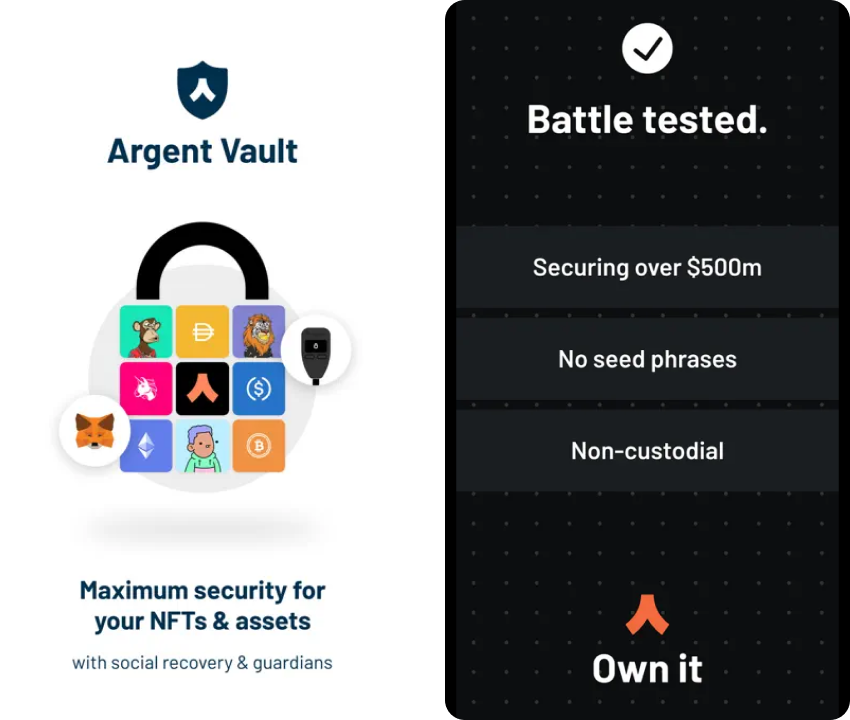 Argent Vault
Maximum security for
your NFTs & assets
with social recovery & guardians
Battle tested.
Securing over $500m
No seed phrases
Non-custodial
Own it